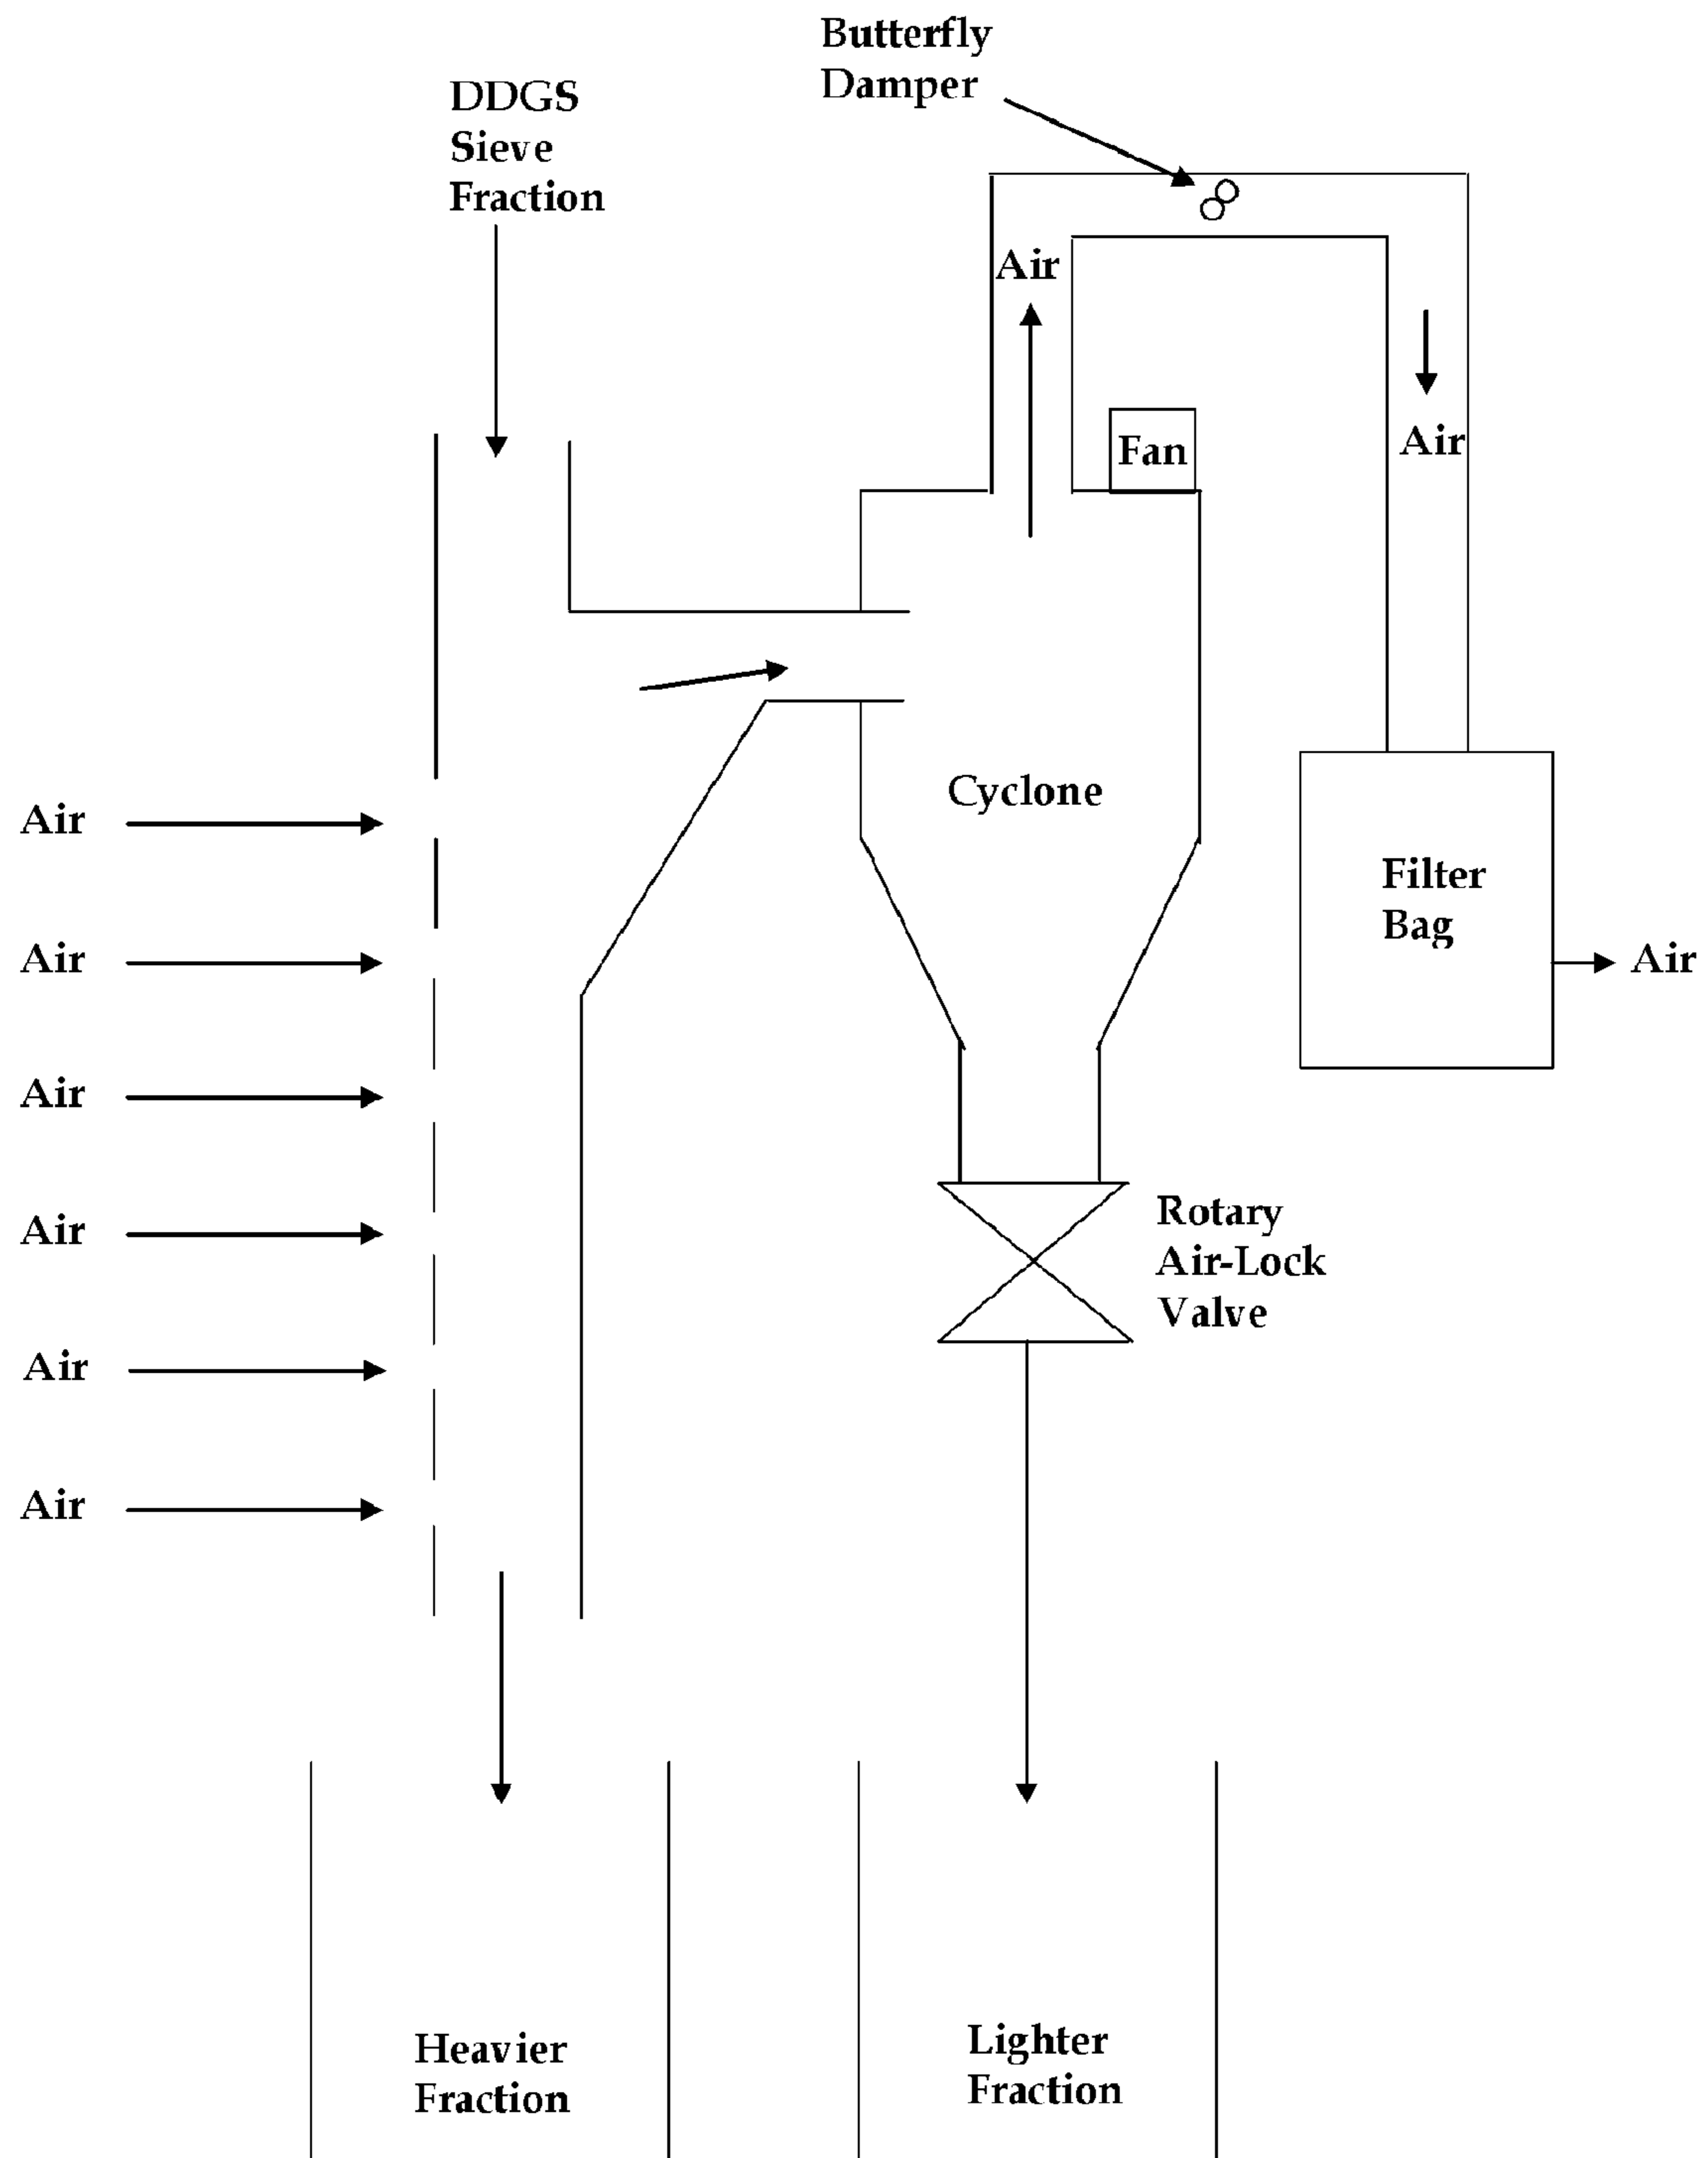 Butterfly
Damper
DDGS
Sieve
Fraction
Air
Fan
Air
Cyclone
Air
Filter
Bag
Air
Air
Air
Air
Rotary
Air-Lock
Valve
Air
Air
Air
Heavier
Fraction
Lighter
Fraction